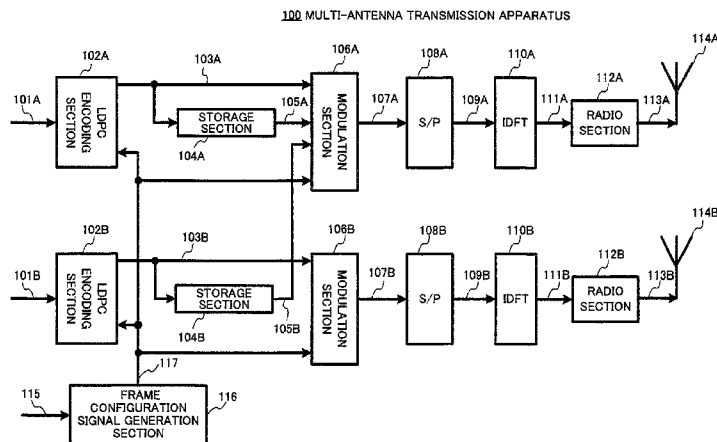 100 MULTI-ANTENNA TRANSMISSION APPARATUS
114A
102A
103A
106A
108A
110A
112A
101A
LDPC
ENCODING
SECTION
STORAGE
SECTION
105A
104A
MODULATION
SECTION
107A
S/P
109A
IDFT
111A
RADIO
SECTION
113A
114B
102B
103B
106B
108B
110B
112B
101B
LDPC
ENCODING
SECTION
STORAGE
SECTION
104B
105B
MODULATION
SECTION
107B
S/P
109B
IDFT
111B
RADIO
SECTION
113B
117
115
FRAME
CONFIGURATION
SIGNAL GENERATION
SECTION
116